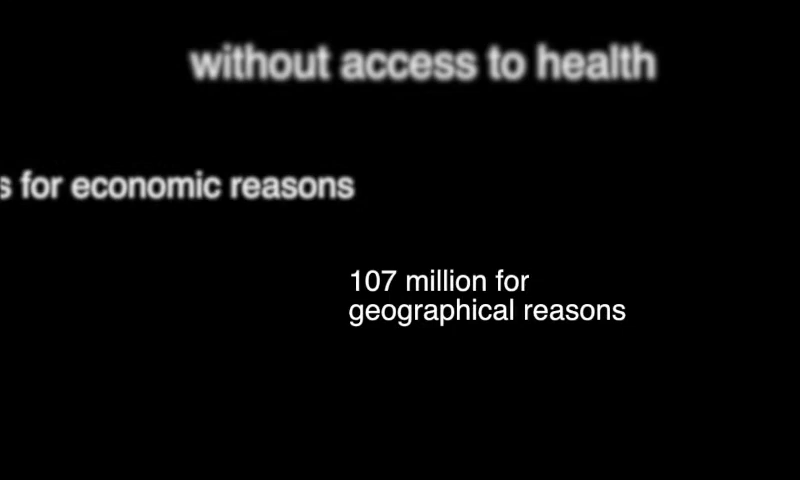 without access to health
s for economic reasons
107 million for
geographical reasons